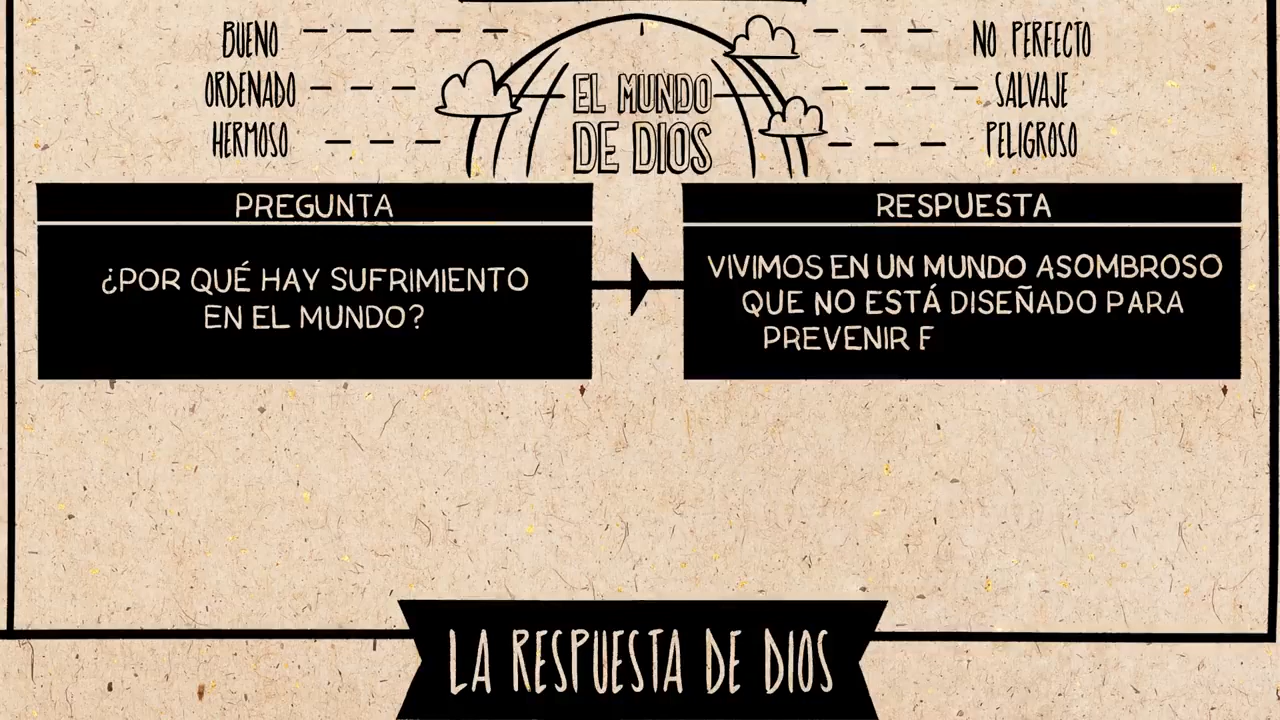 BUENO
ORDENADO
HERMOSO
EL MUNDO
DE DIOS
NO PERFECTO
SALVAJE
PELIGROSO
PREGUNTA
¿POR QUÉ HAY SUFRIMIENTO
EN EL MUNDO?
RESPUESTA
VIVIMOS EN UN MUNDO ASOMBROSO
QUE NO ESTÁ DISEÑADO PARA
PREVENIR F
LA RESPUESTA DE DIOS